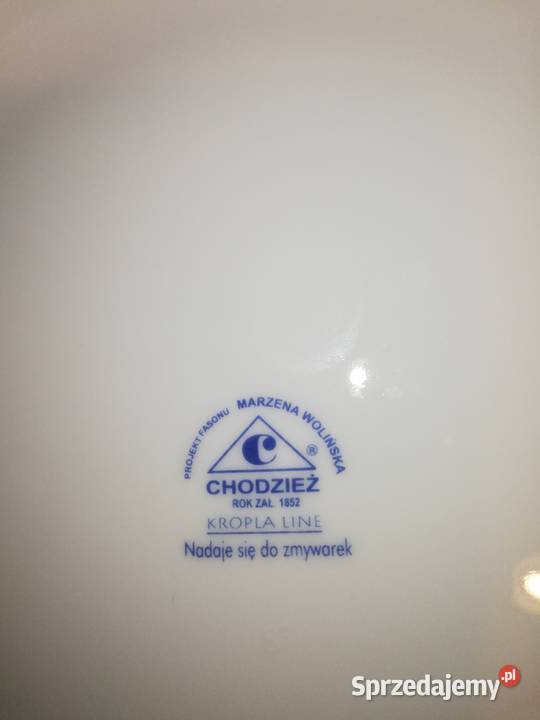 PROJEKT FASONU MARZENA WOLIŃSKA
C ®
CHODZIEŻ
ROK ZAŁ. 1852
KROPLA LINE
Nadaje się do zmywarek
Sprzedajemy.pl